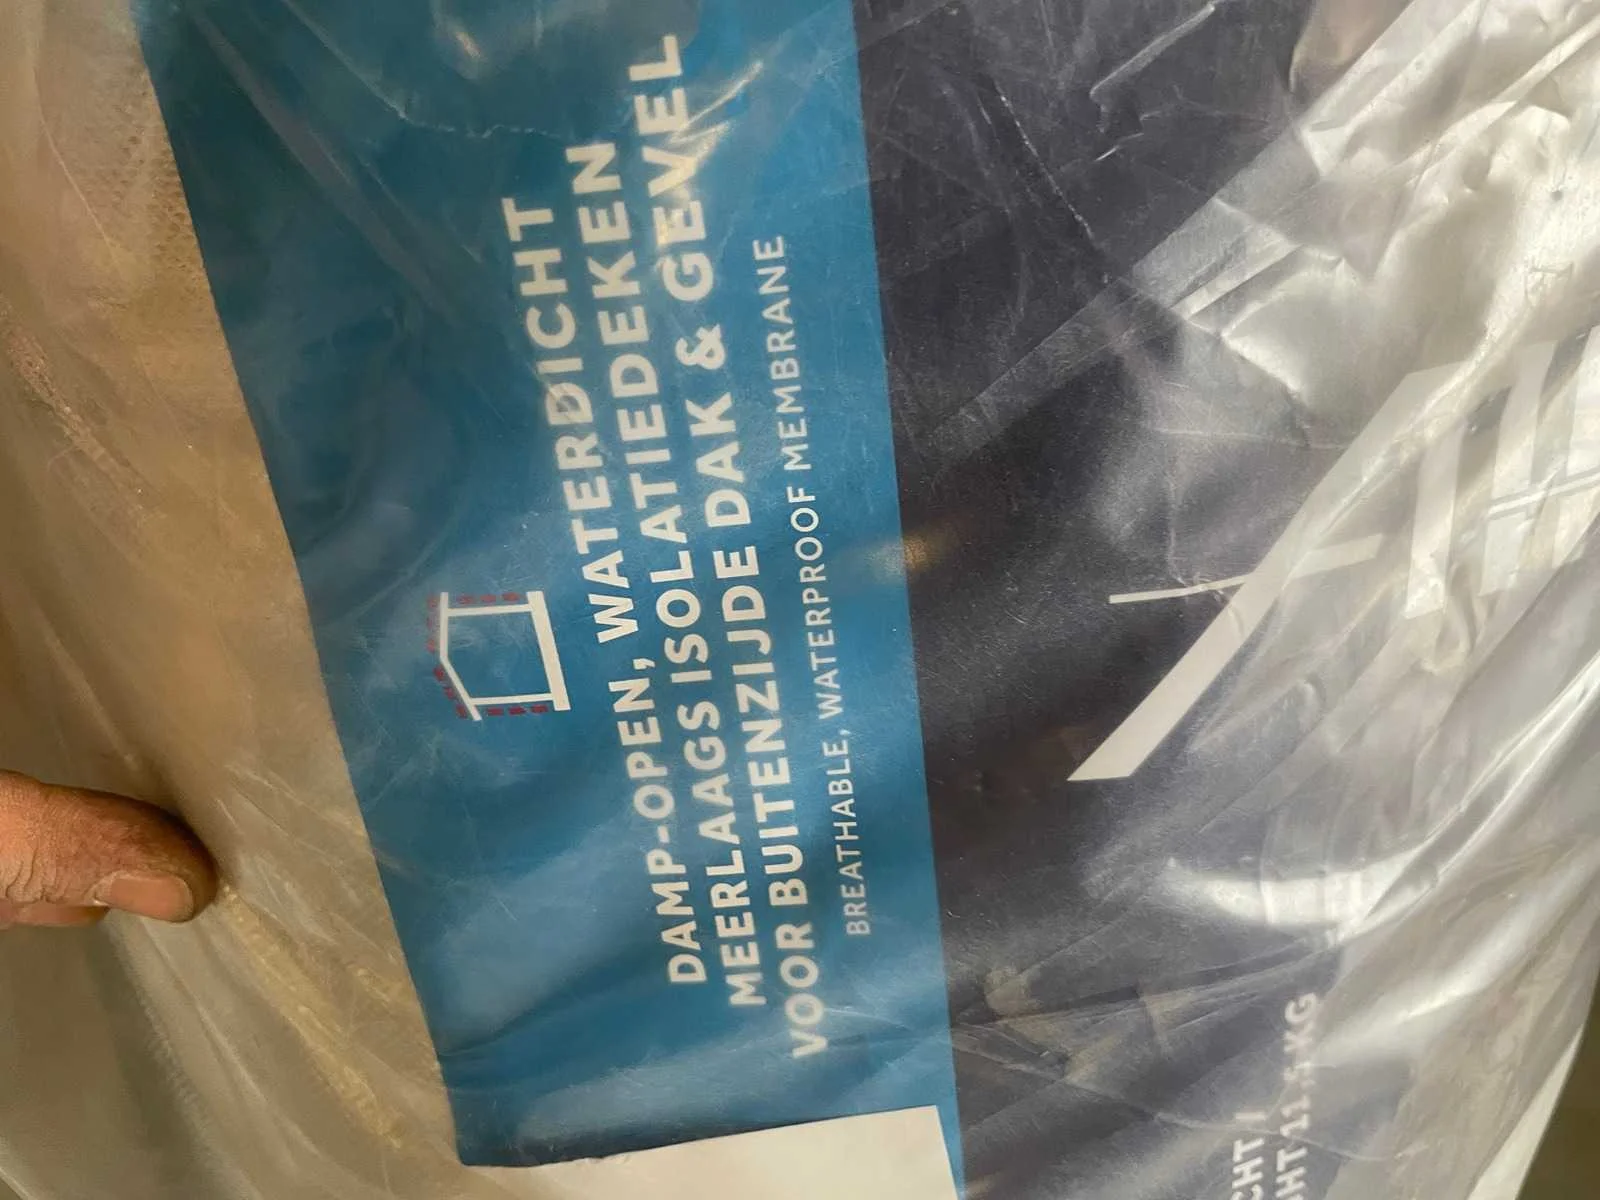 DAMP-OPEN, WATERDICHT
MEERLAAGS ISOLATIEDEKEN
VOOR BUITENZIJDE DAK & GEVEL
BREATHABLE, WATERPROOF MEMBRANE